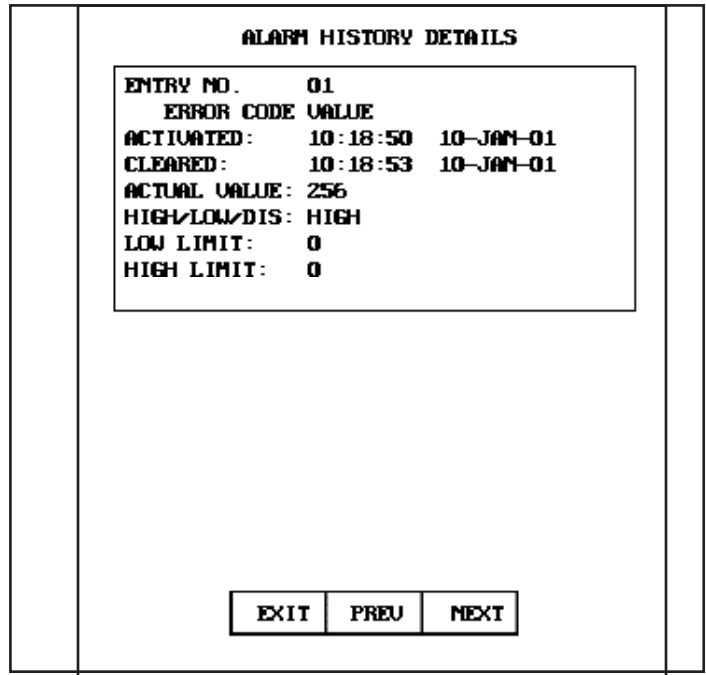 ALARM HISTORY DETAILS
ENTRY NO. 01
ERROR CODE VALUE
ACTIVATED: 10:18:50 10-JAN-01
CLEARED: 10:18:53 10-JAN-01
ACTUAL VALUE: 256
HIGH/LOW/DIS: HIGH
LOW LIMIT: 0
HIGH LIMIT: 0
EXIT PREV NEXT